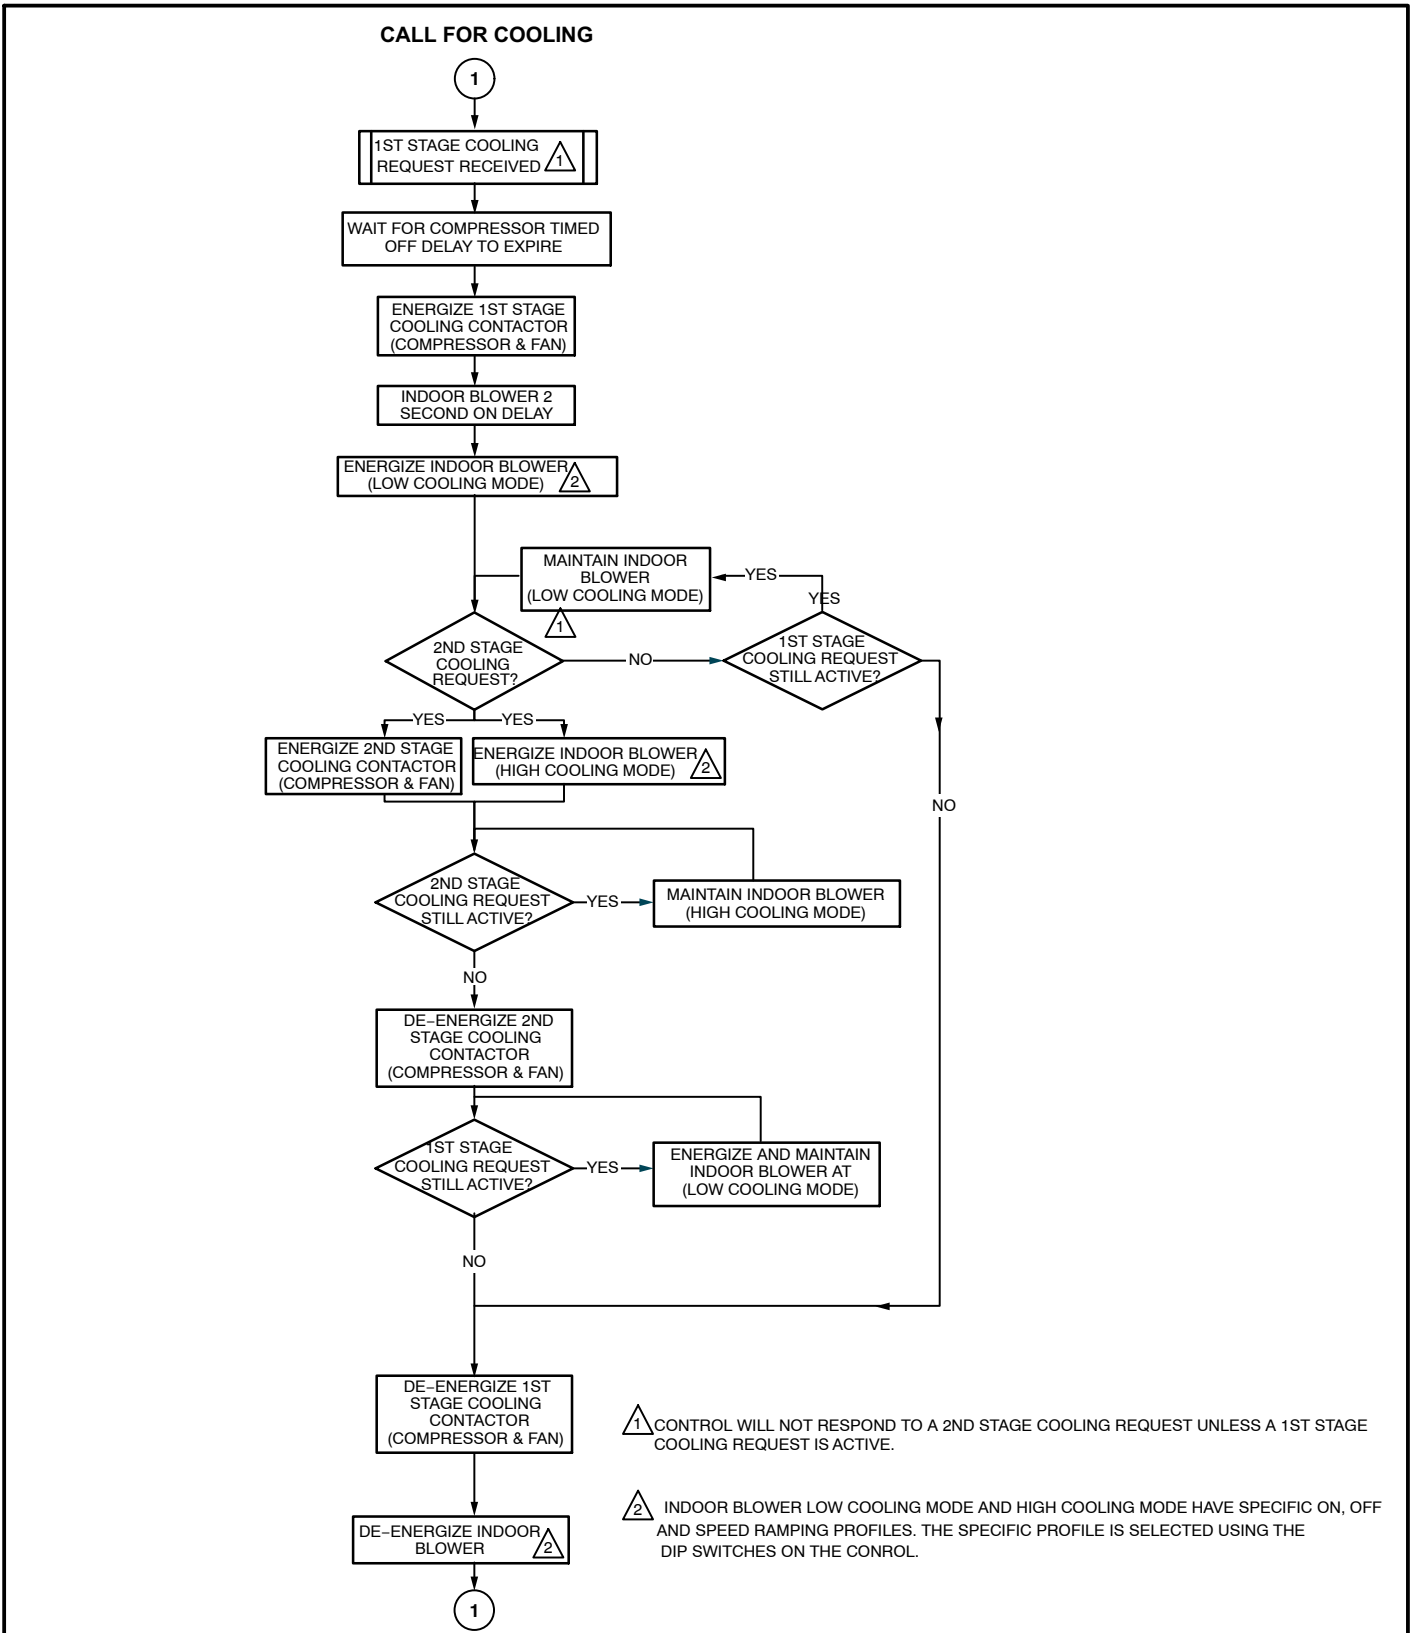 CALL FOR COOLING
1
1ST STAGE COOLING
REQUEST RECEIVED 1
WAIT FOR COMPRESSOR TIMED
OFF DELAY TO EXPIRE
ENERGIZE 1ST STAGE
COOLING CONTACTOR
(COMPRESSOR & FAN)
INDOOR BLOWER 2
SECOND ON DELAY
ENERGIZE INDOOR BLOWER
(LOW COOLING MODE) 2
MAINTAIN INDOOR
BLOWER
(LOW COOLING MODE)
1
YES
YES
2ND STAGE
COOLING
REQUEST?
NO
1ST STAGE
COOLING REQUEST
STILL ACTIVE?
YES
YES
ENERGIZE 2ND STAGE
COOLING CONTACTOR
(COMPRESSOR & FAN)
ENERGIZE INDOOR BLOWER
(HIGH COOLING MODE) 2
NO
2ND STAGE
COOLING REQUEST
STILL ACTIVE?
YES
MAINTAIN INDOOR BLOWER
(HIGH COOLING MODE)
NO
DE−ENERGIZE 2ND
STAGE COOLING
CONTACTOR
(COMPRESSOR & FAN)
1ST STAGE
COOLING REQUEST
STILL ACTIVE?
YES
ENERGIZE AND MAINTAIN
INDOOR BLOWER AT
(LOW COOLING MODE)
NO
DE−ENERGIZE 1ST
STAGE COOLING
CONTACTOR
(COMPRESSOR & FAN)
1 CONTROL WILL NOT RESPOND TO A 2ND STAGE COOLING REQUEST UNLESS A 1ST STAGE
COOLING REQUEST IS ACTIVE.
2 INDOOR BLOWER LOW COOLING MODE AND HIGH COOLING MODE HAVE SPECIFIC ON, OFF
AND SPEED RAMPING PROFILES. THE SPECIFIC PROFILE IS SELECTED USING THE
DIP SWITCHES ON THE CONROL.
DE−ENERGIZE INDOOR
BLOWER 2
1